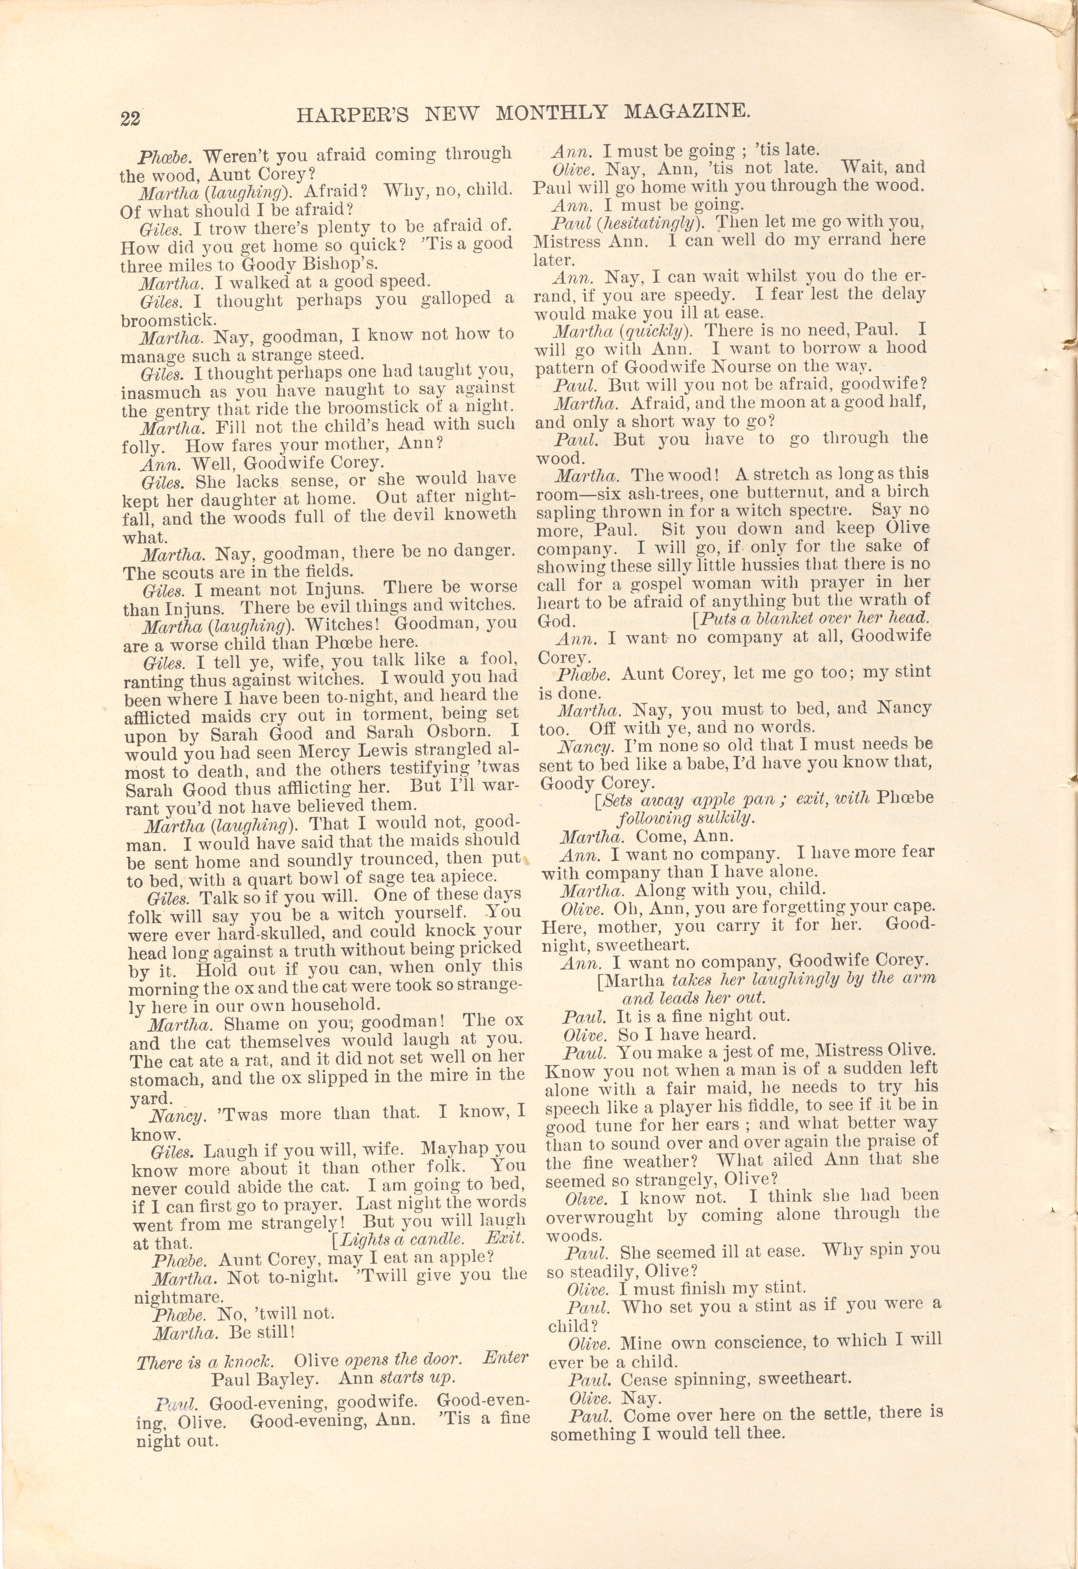 22
HARPER'S NEW MONTHLY MAGAZINE.
Phœbe. Weren't you afraid coming through
the wood, Aunt Corey?
Martha (laughing). Afraid? Why, no, child.
Of what should I be afraid?
Giles. I trow there's plenty to be afraid of.
How did you get home so quick? 'Tis a good
three miles to Goody Bishop's.
Martha. I walked at a good speed.
Giles. I thought perhaps you galloped a
broomstick.
Martha. Nay, goodman, I know not how to
manage such a strange steed.
Giles. I thought perhaps one had taught you,
inasmuch as you have naught to say against
the gentry that ride the broomstick of a night.
Martha. Fill not the child's head with such
folly. How fares your mother, Ann?
Ann. Well, Goodwife Corey.
Giles. She lacks sense, or she would have
kept her daughter at home. Out after night-
fall, and the woods full of the devil knoweth
what.
Martha. Nay, goodman, there be no danger.
The scouts are in the fields.
Giles. I meant not Injuns. There be worse
than Injuns. There be evil things and witches.
Martha (laughing). Witches! Goodman, you
are a worse child than Phœbe here.
Giles. I tell ye, wife, you talk like a fool,
ranting thus against witches. I would you had
been where I have been to-night, and heard the
afflicted maids cry out in torment, being set
upon by Sarah Good and Sarah Osborn. I
would you had seen Mercy Lewis strangled al-
most to death, and the others testifying 'twas
Sarah Good thus afflicting her. But I'll war-
rant you'd not have believed them.
Martha (laughing). That I would not, good-
man. I would have said that the maids should
be sent home and soundly trounced, then put
to bed, with a quart bowl of sage tea apiece.
Giles. Talk so if you will. One of these days
folk will say you be a witch yourself. You
were ever hard-skulled, and could knock your
head long against a truth without being pricked
by it. Hold out if you can, when only this
morning the ox and the cat were took so strange-
ly here in our own household.
Martha. Shame on you, goodman! The ox
and the cat themselves would laugh at you.
The cat ate a rat, and it did not set well on her
stomach, and the ox slipped in the mire in the
yard.
Nancy. 'Twas more than that. I know, I
know.
Giles. Laugh if you will, wife. Mayhap you
know more about it than other folk. You
never could abide the cat. I am going to bed,
if I can first go to prayer. Last night the words
went from me strangely! But you will laugh
at that. [Lights a candle. Exit.
Phœbe. Aunt Corey, may I eat an apple?
Martha. Not to-night. 'Twill give you the
nightmare.
Phœbe. No, 'twill not.
Martha. Be still!
There is a knock. Olive opens the door. Enter
Paul Bayley. Ann starts up.
Paul. Good-evening, goodwife. Good-even-
ing, Olive. Good-evening, Ann. 'Tis a fine
night out.
Ann. I must be going; 'tis late.
Olive. Nay, Ann, 'tis not late. Wait, and
Paul will go home with you through the wood.
Ann. I must be going.
Paul (hesitatingly). Then let me go with you,
Mistress Ann. I can well do my errand here
later.
Ann. Nay, I can wait whilst you do the er-
rand, if you are speedy. I fear lest the delay
would make you ill at ease.
Martha (quickly). There is no need, Paul. I
will go with Ann. I want to borrow a hood
pattern of Goodwife Nourse on the way.
Paul. But will you not be afraid, goodwife?
Martha. Afraid, and the moon at a good half,
and only a short way to go?
Paul. But you have to go through the
wood.
Martha. The wood! A stretch as long as this
room—six ash-trees, one butternut, and a birch
sapling thrown in for a witch spectre. Say no
more, Paul. Sit you down and keep Olive
company. I will go, if only for the sake of
showing these silly little hussies that there is no
call for a gospel woman with prayer in her
heart to be afraid of anything but the wrath of
God. [Puts a blanket over her head.
Ann. I want no company at all, Goodwife
Corey.
Phœbe. Aunt Corey, let me go too; my stint
is done.
Martha. Nay, you must to bed, and Nancy
too. Off with ye, and no words.
Nancy. I'm none so old that I must needs be
sent to bed like a babe, I'd have you know that,
Goody Corey.
[Sets away apple pan; exit, with Phœbe
following sulkily.
Martha. Come, Ann.
Ann. I want no company. I have more fear
with company than I have alone.
Martha. Along with you, child.
Olive. Oh, Ann, you are forgetting your cape.
Here, mother, you carry it for her. Good-
night, sweetheart.
Ann. I want no company, Goodwife Corey.
[Martha takes her laughingly by the arm
and leads her out.
Paul. It is a fine night out.
Olive. So I have heard.
Paul. You make a jest of me, Mistress Olive.
Know you not when a man is of a sudden left
alone with a fair maid, he needs to try his
speech like a player his fiddle, to see if it be in
good tune for her ears; and what better way
than to sound over and over again the praise of
the fine weather? What ailed Ann that she
seemed so strangely, Olive?
Olive. I know not. I think she had been
overwrought by coming alone through the
woods.
Paul. She seemed ill at ease. Why spin you
so steadily, Olive?
Olive. I must finish my stint.
Paul. Who set you a stint as if you were a
child?
Olive. Mine own conscience, to which I will
ever be a child.
Paul. Cease spinning, sweetheart.
Olive. Nay.
Paul. Come over here on the settle, there is
something I would tell thee.